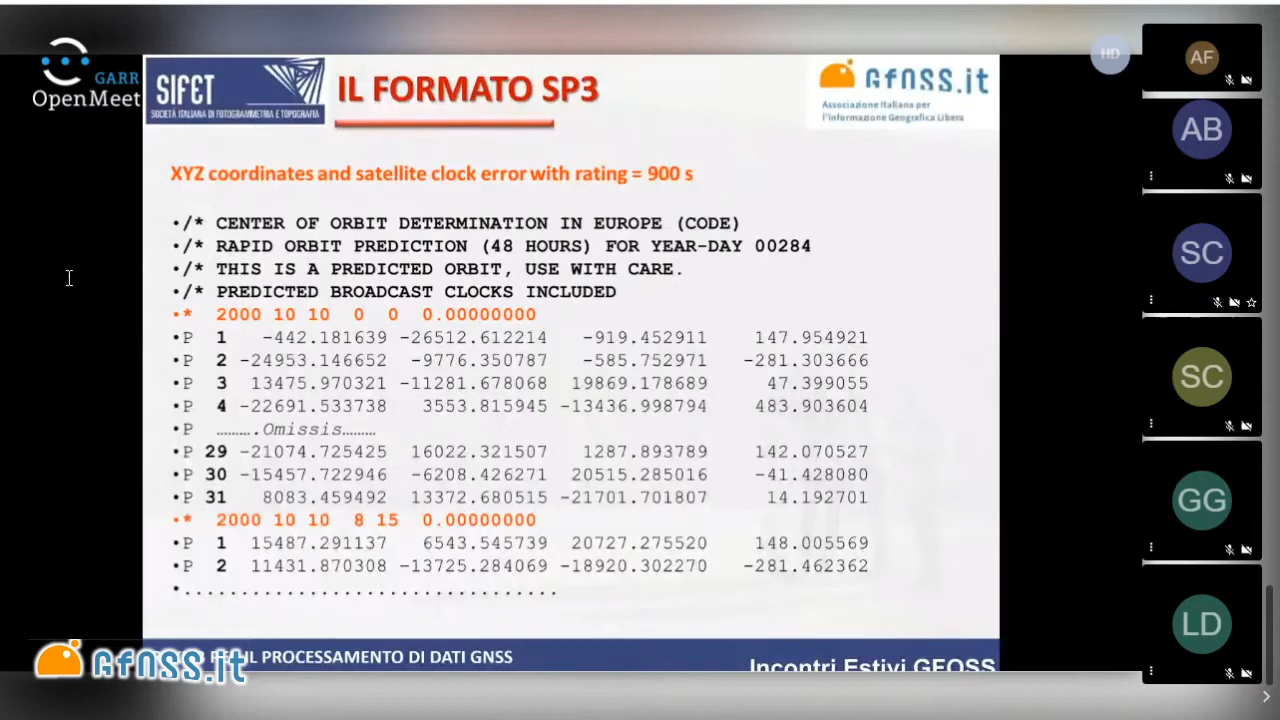 GARR
OpenMeet
SIFET
SOCIETÀ ITALIANA DI FOTOGRAMMETRIA E TOPOGRAFIA
IL FORMATO SP3
GfOSS.it
Associazione Italiana per
l'Informazione Geografica Libera
XYZ coordinates and satellite clock error with rating = 900 s
•/* CENTER OF ORBIT DETERMINATION IN EUROPE (CODE)
•/* RAPID ORBIT PREDICTION (48 HOURS) FOR YEAR-DAY 00284
•/* THIS IS A PREDICTED ORBIT, USE WITH CARE.
•/* PREDICTED BROADCAST CLOCKS INCLUDED
•* 2000 10 10 0 0 0.00000000
•P 1 -442.181639 -26512.612214 -919.452911 147.954921
•P 2 -24953.146652 -9776.350787 -585.752971 -281.303666
•P 3 13475.970321 -11281.678068 19869.178689 47.399055
•P 4 -22691.533738 3553.815945 -13436.998794 483.903604
•P ……….Omissis………
•P 29 -21074.725425 16022.321507 1287.893789 142.070527
•P 30 -15457.722946 -6208.426271 20515.285016 -41.428080
•P 31 8083.459492 13372.680515 -21701.701807 14.192701
•* 2000 10 10 8 15 0.00000000
•P 1 15487.291137 6543.545739 20727.275520 148.005569
•P 2 11431.870308 -13725.284069 -18920.302270 -281.462362
•.................................
IL PROCESSAMENTO DI DATI GNSS
Incontri Estivi GFOSS
GfOSS.it
HD
AF
AB
SC
SC
GG
LD